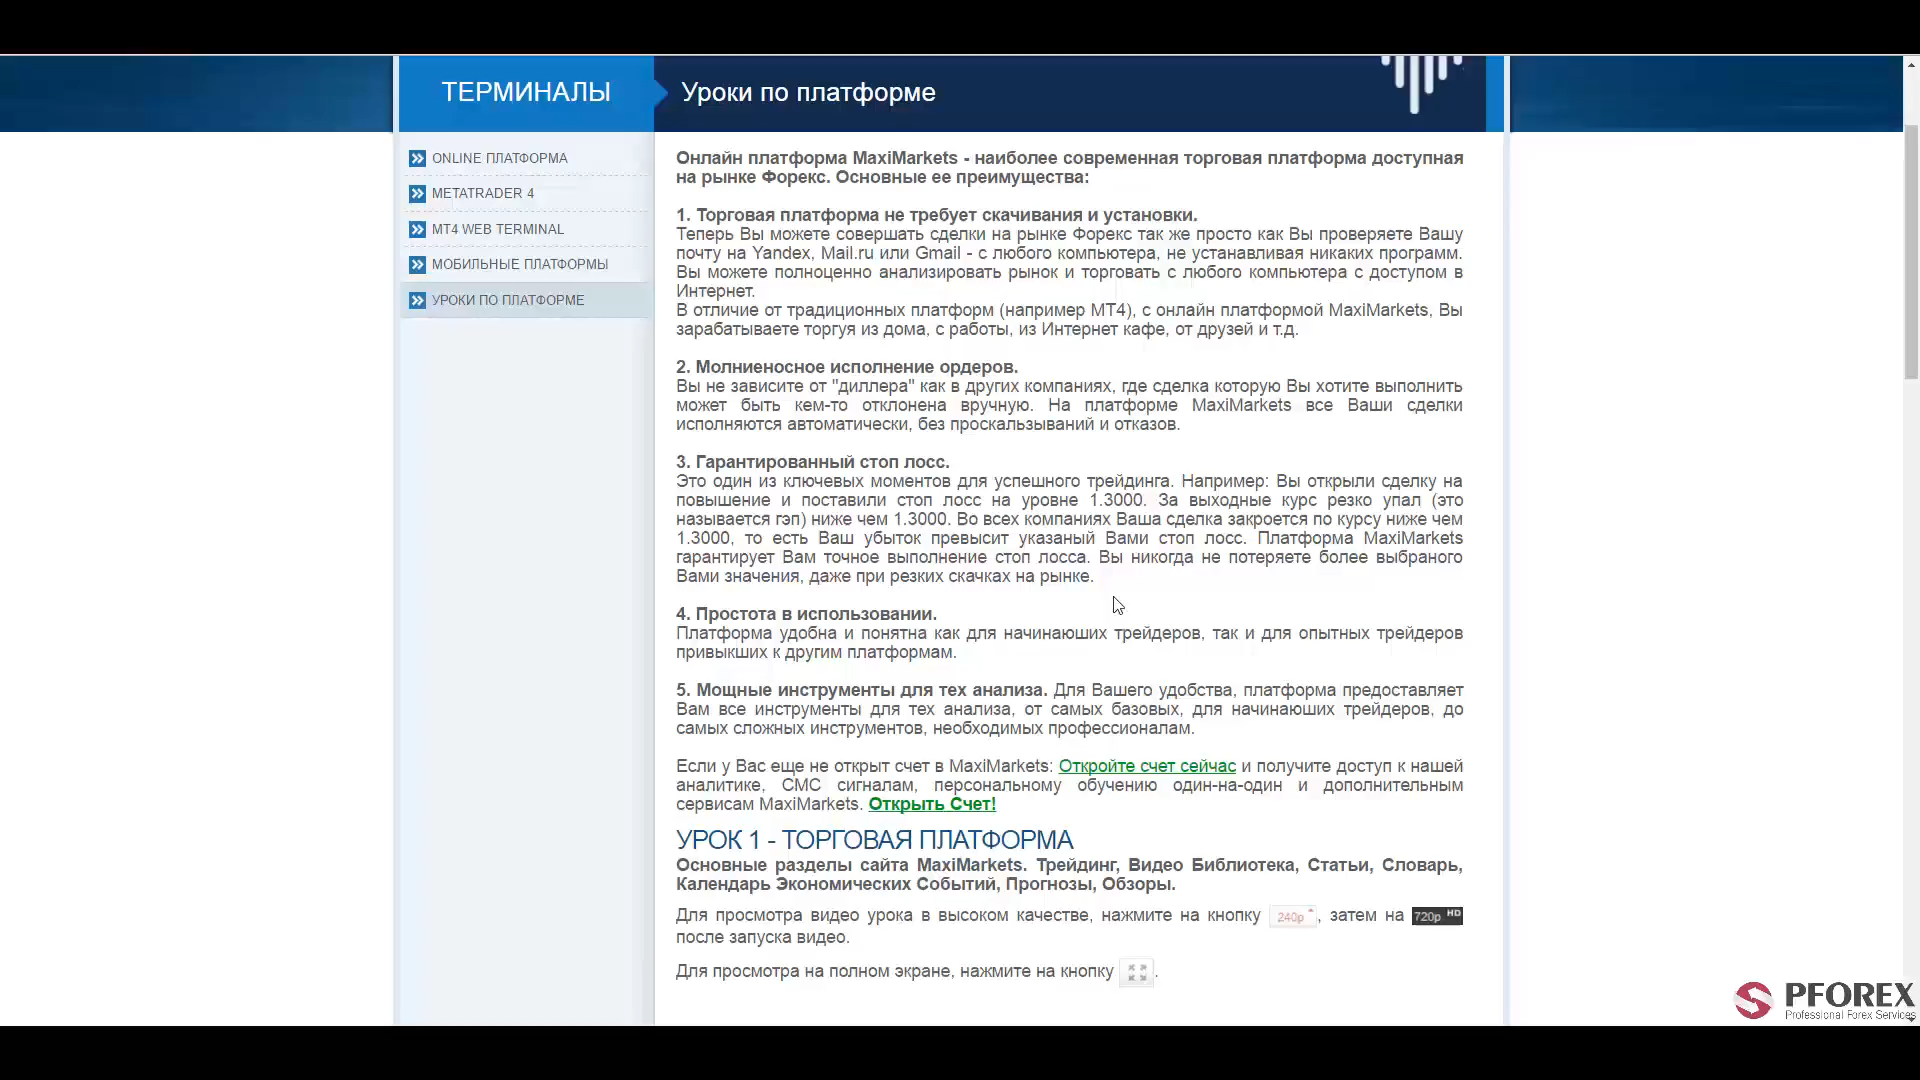 ТЕРМИНАЛЫ
Уроки по платформе
ONLINE ПЛАТФОРМА
METATRADER 4
MT4 WEB TERMINAL
МОБИЛЬНЫЕ ПЛАТФОРМЫ
УРОКИ ПО ПЛАТФОРМЕ
Онлайн платформа MaxiMarkets - наиболее современная торговая платформа доступная
на рынке Форекс. Основные ее преимущества:
1. Торговая платформа не требует скачивания и установки.
Теперь Вы можете совершать сделки на рынке Форекс так же просто как Вы проверяете Вашу
почту на Yandex, Mail.ru или Gmail - с любого компьютера, не устанавливая никаких программ.
Вы можете полноценно анализировать рынок и торговать с любого компьютера с доступом в
Интернет.
В отличие от традиционных платформ (например МТ4), с онлайн платформой MaxiMarkets, Вы
зарабатываете торгуя из дома, с работы, из Интернет кафе, от друзей и т.д.
2. Молниеносное исполнение ордеров.
Вы не зависите от "диллера" как в других компаниях, где сделка которую Вы хотите выполнить
может быть кем-то отклонена вручную. На платформе MaxiMarkets все Ваши сделки
исполняются автоматически, без проскальзываний и отказов.
3. Гарантированный стоп лосс.
Это один из ключевых моментов для успешного трейдинга. Например: Вы открыли сделку на
повышение и поставили стоп лосс на уровне 1.3000. За выходные курс резко упал (это
называется гэп) ниже чем 1.3000. Во всех компаниях Ваша сделка закроется по курсу ниже чем
1.3000, то есть Ваш убыток превысит указаный Вами стоп лосс. Платформа MaxiMarkets
гарантирует Вам точное выполнение стоп лосса. Вы никогда не потеряете более выбраного
Вами значения, даже при резких скачках на рынке.
4. Простота в использовании.
Платформа удобна и понятна как для начинаюших трейдеров, так и для опытных трейдеров
привыкших к другим платформам.
5. Мощные инструменты для тех анализа. Для Вашего удобства, платформа предоставляет
Вам все инструменты для тех анализа, от самых базовых, для начинаюших трейдеров, до
самых сложных инструментов, необходимых профессионалам.
Если у Вас еще не открыт счет в MaxiMarkets: Откройте счет сейчас и получите доступ к нашей
аналитике, СМС сигналам, персональному обучению один-на-один и дополнительным
сервисам MaxiMarkets. Открыть Счет!
УРОК 1 - ТОРГОВАЯ ПЛАТФОРМА
Основные разделы сайта MaxiMarkets. Трейдинг, Видео Библиотека, Статьи, Словарь,
Календарь Экономических Событий, Прогнозы, Обзоры.
Для просмотра видео урока в высоком качестве, нажмите на кнопку 240p, затем на 720p HD
после запуска видео.
Для просмотра на полном экране, нажмите на кнопку .
PFOREX
Professional Forex Services